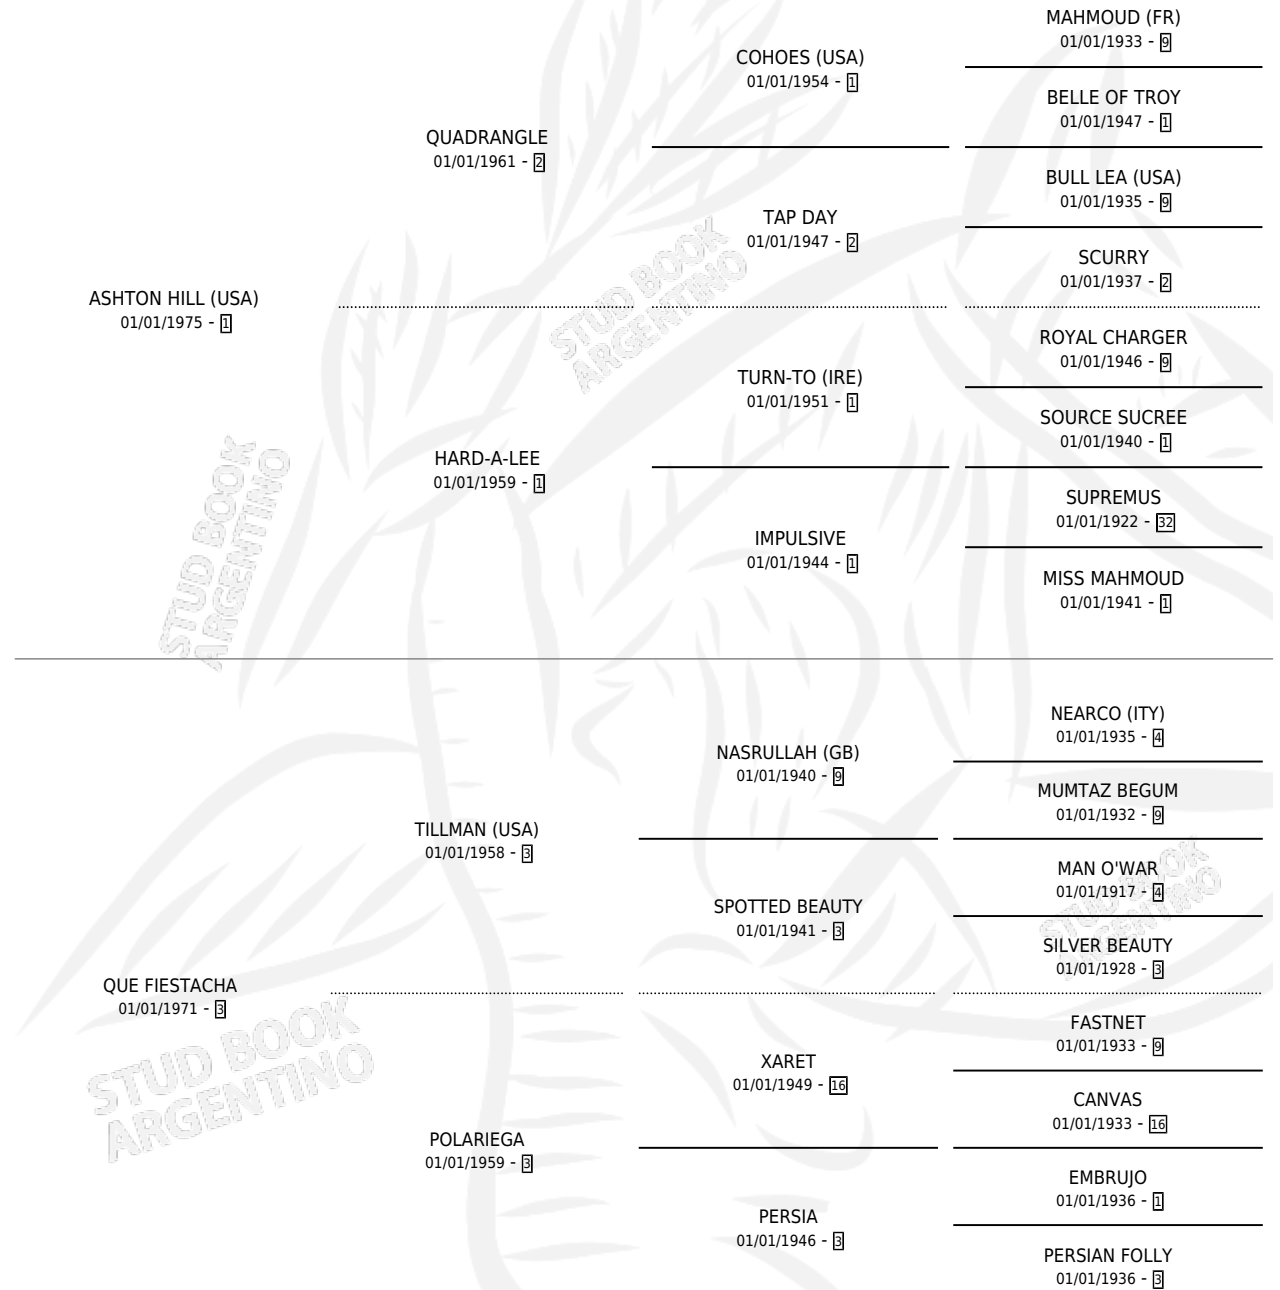 MAHMOUD (FR)
01/01/1933 - 9
COHOES (USA)
01/01/1954 - 1
BELLE OF TROY
01/01/1947 - 1
QUADRANGLE
01/01/1961 - 2
BULL LEA (USA)
01/01/1935 - 9
TAP DAY
01/01/1947 - 2
SCURRY
01/01/1937 - 2
ASHTON HILL (USA)
01/01/1975 - 1
ROYAL CHARGER
01/01/1946 - 9
TURN-TO (IRE)
01/01/1951 - 1
SOURCE SUCREE
01/01/1940 - 1
HARD-A-LEE
01/01/1959 - 1
SUPREMUS
01/01/1922 - 32
IMPULSIVE
01/01/1944 - 1
MISS MAHMOUD
01/01/1941 - 1
STUD BOOK
ARGENTINO
STUD BOOK
ARGENTINO
NEARCO (ITY)
01/01/1935 - 4
NASRULLAH (GB)
01/01/1940 - 9
MUMTAZ BEGUM
01/01/1932 - 9
TILLMAN (USA)
01/01/1958 - 3
MAN O'WAR
01/01/1917 - 4
SPOTTED BEAUTY
01/01/1941 - 3
SILVER BEAUTY
01/01/1928 - 3
STUD BOOK
ARGENTINO
QUE FIESTACHA
01/01/1971 - 3
FASTNET
01/01/1933 - 9
XARET
01/01/1949 - 16
CANVAS
01/01/1933 - 16
POLARIEGA
01/01/1959 - 3
EMBRUJO
01/01/1936 - 1
PERSIA
01/01/1946 - 3
PERSIAN FOLLY
01/01/1936 - 3
STUD BOOK
ARGENTINO